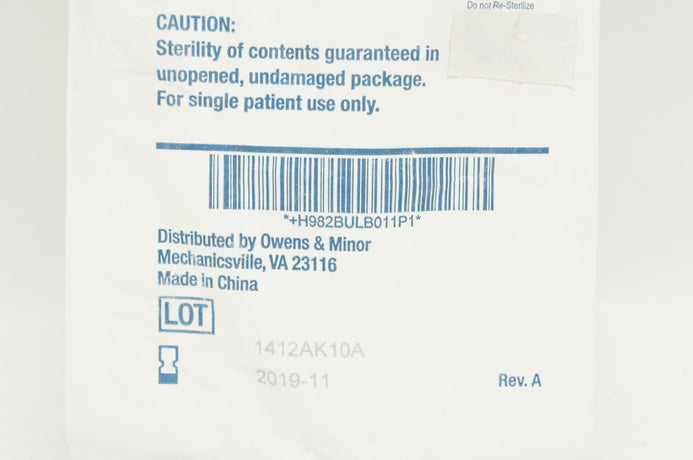 Do not Re-Sterilize
CAUTION:
Sterility of contents guaranteed in
unopened, undamaged package.
For single patient use only.
*+H982BULB011P1*
Distributed by Owens & Minor
Mechanicsville, VA 23116
Made in China
LOT
1412AK10A
2019-11
Rev. A